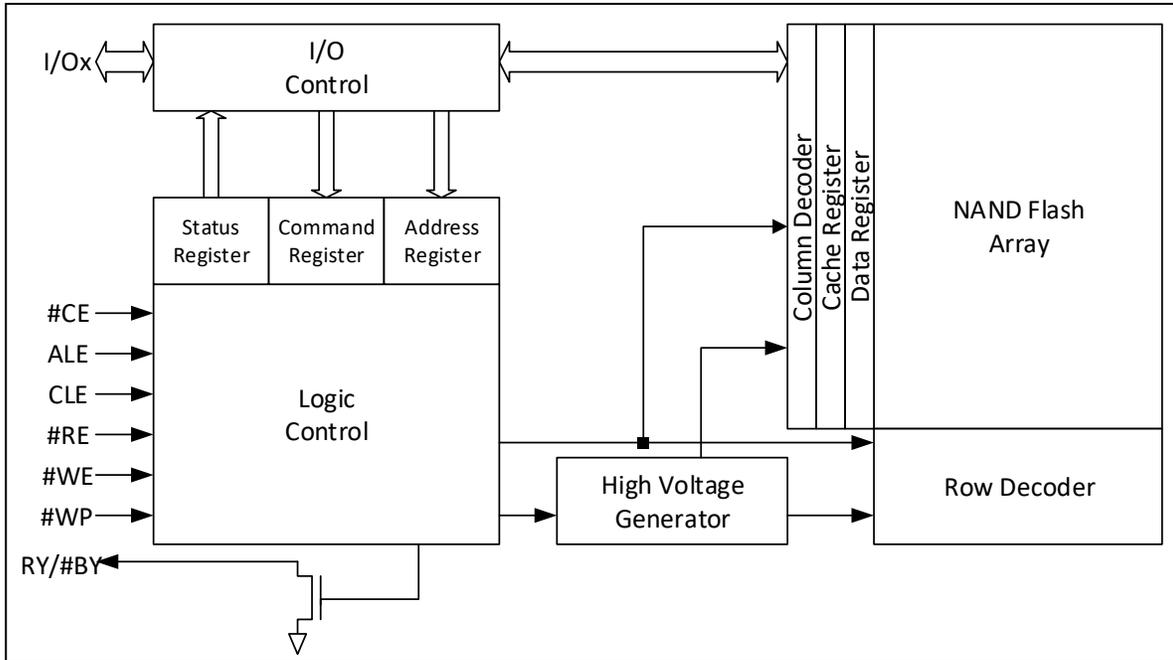 I/Ox
I/O
Control
Status
Register
Command
Register
Address
Register
Column Decoder
Cache Register
Data Register
NAND Flash
Array
#CE
ALE
CLE
#RE
#WE
#WP
Logic
Control
High Voltage
Generator
Row Decoder
RY/#BY